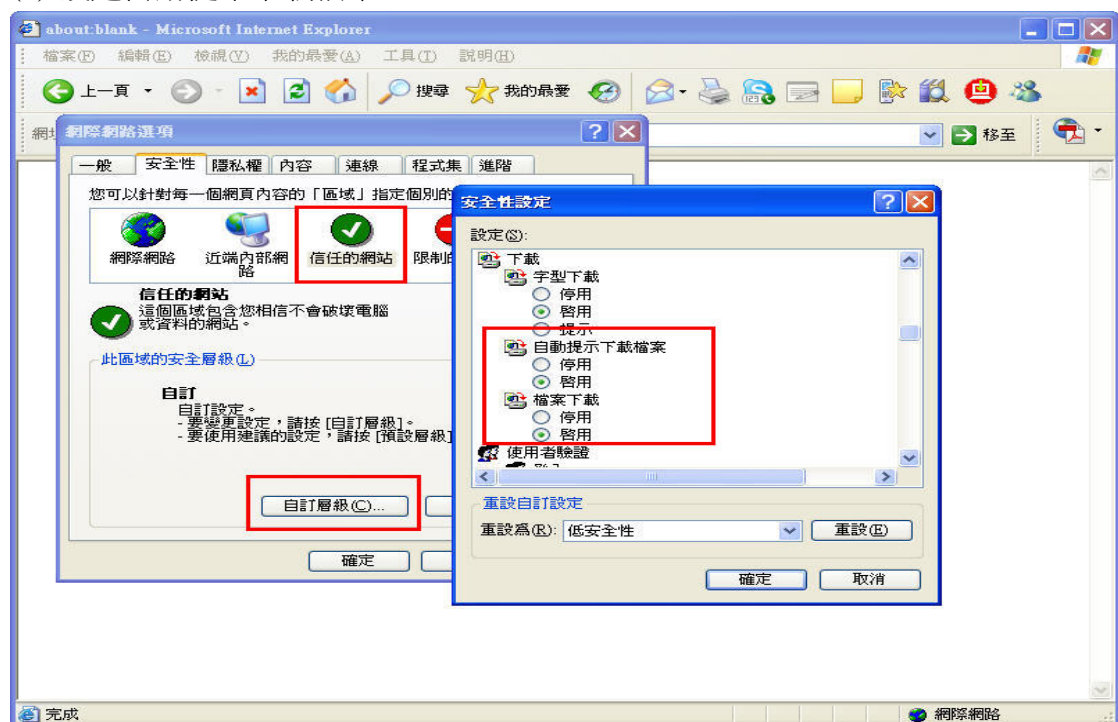 about:blank - Microsoft Internet Explorer
檔案(F) 編輯(E) 檢視(V) 我的最愛(A) 工具(T) 說明(H)
上一頁 搜尋 我的最愛
網址 移至
網際網路選項
一般 安全性 隱私權 內容 連線 程式集 進階
您可以針對每一個網頁內容的「區域」指定個別的
網際網路 近端內部網路 信任的網站 限制的
信任的網站
這個區域包含您相信不會破壞電腦
或資料的網站。
此區域的安全層級(L)
自訂
自訂設定。
- 要變更設定，請按 [自訂層級]。
- 要使用建議的設定，請按 [預設層級]
自訂層級(C)...
確定
安全性設定
設定(S):
下載
字型下載
停用
啓用
提示
自動提示下載檔案
停用
啓用
檔案下載
停用
啓用
使用者驗證
重設自訂設定
重設爲(R): 低安全性 重設(E)
確定 取消
完成 網際網路